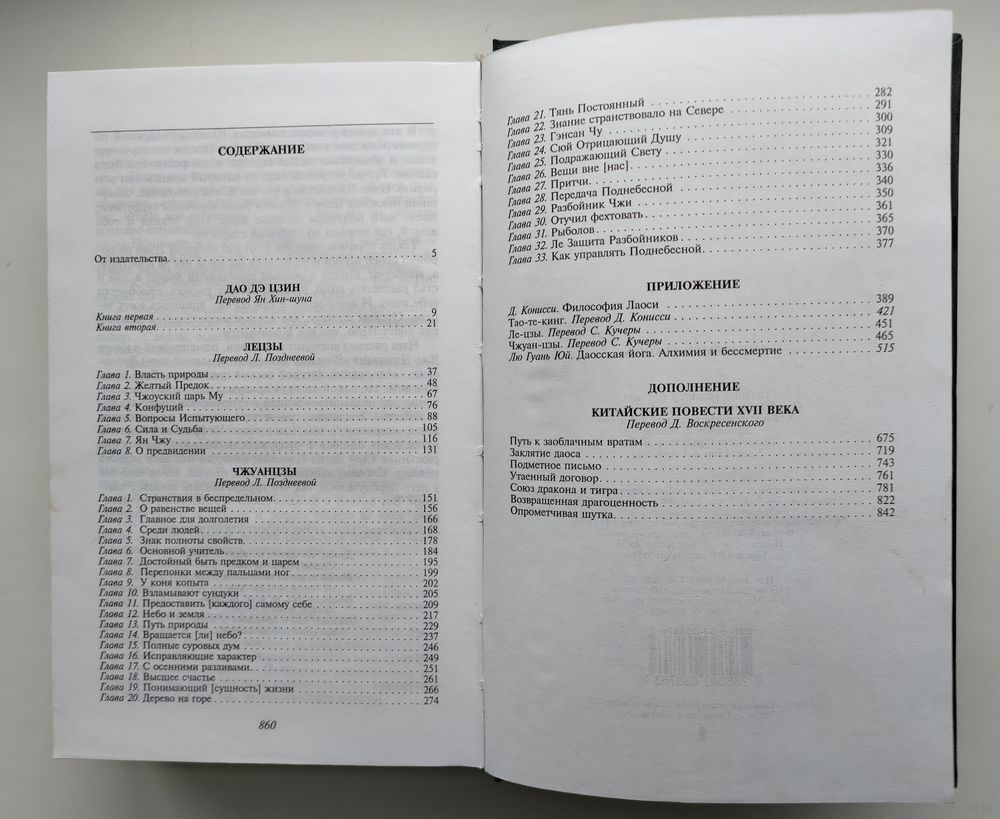 СОДЕРЖАНИЕ
От издательства. 5
ДАО ДЭ ЦЗИН
Перевод Ян Хин-шуна
Книга первая 9
Книга вторая. 21
ЛЕЦЗЫ
Перевод Л. Позднеевой
Глава 1. Власть природы 37
Глава 2. Желтый Предок 48
Глава 3. Чжоуский царь Му 67
Глава 4. Конфуций 76
Глава 5. Вопросы Испытующего 88
Глава 6. Сила и Судьба 105
Глава 7. Ян Чжу 116
Глава 8. О предвидении 131
ЧЖУАНЦЗЫ
Перевод Л. Позднеевой
Глава 1. Странствия в беспредельном. 151
Глава 2. О равенстве вещей 156
Глава 3. Главное для долголетия 166
Глава 4. Среди людей. 168
Глава 5. Знак полноты свойств. 178
Глава 6. Основной учитель. 184
Глава 7. Достойный быть предком и царем 195
Глава 8. Перепонки между пальцами ног 199
Глава 9. У коня копыта 202
Глава 10. Взламывают сундуки 205
Глава 11. Предоставить [каждого] самому себе 209
Глава 12. Небо и земля 217
Глава 13. Путь природы 229
Глава 14. Вращается [ли] небо? 237
Глава 15. Полные суровых дум 246
Глава 16. Исправляющие характер 249
Глава 17. С осенними разливами. 251
Глава 18. Высшее счастье 261
Глава 19. Понимающий [сущность] жизни 266
Глава 20. Дерево на горе 274
860
Глава 21. Тянь Постоянный 282
Глава 22. Знание странствовало на Севере 291
Глава 23. Гэнсан Чу 300
Глава 24. Сюй Отрицающий Душу 309
Глава 25. Подражающий Свету 321
Глава 26. Вещи вне [нас] 330
Глава 27. Притчи. 336
Глава 28. Передача Поднебесной 340
Глава 29. Разбойник Чжи 350
Глава 30. Отучил фехтовать 361
Глава 31. Рыболов. 365
Глава 32. Ле Защита Разбойников 370
Глава 33. Как управлять Поднебесной. 377
ПРИЛОЖЕНИЕ
Д. Конисси. Философия Лаоси 389
Тао-те-кинг. Перевод Д. Конисси 421
Ле-цзы. Перевод С. Кучеры 451
Чжуан-цзы. Перевод С. Кучеры 465
Лю Гуань Юй. Даосская йога. Алхимия и бессмертие 515
ДОПОЛНЕНИЕ
КИТАЙСКИЕ ПОВЕСТИ XVII ВЕКА
Перевод Д. Воскресенского
Путь к заоблачным вратам 675
Заклятие даоса 719
Подметное письмо 743
Утаенный договор. 761
Союз дракона и тигра 781
Возвращенная драгоценность 822
Опрометчивая шутка. 842